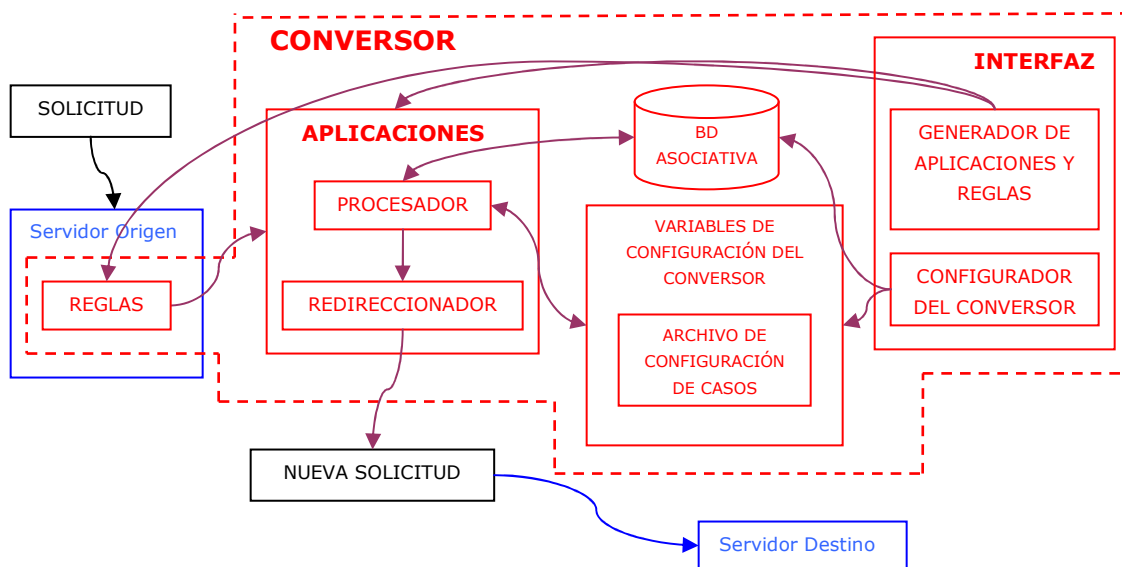 CONVERSOR
INTERFAZ
SOLICITUD
APLICACIONES
BD
ASOCIATIVA
GENERADOR DE
APLICACIONES Y
REGLAS
PROCESADOR
Servidor Origen
VARIABLES DE
CONFIGURACIÓN DEL
CONVERSOR
CONFIGURADOR
DEL CONVERSOR
REGLAS
REDIRECCIONADOR
ARCHIVO DE
CONFIGURACIÓN
DE CASOS
NUEVA SOLICITUD
Servidor Destino